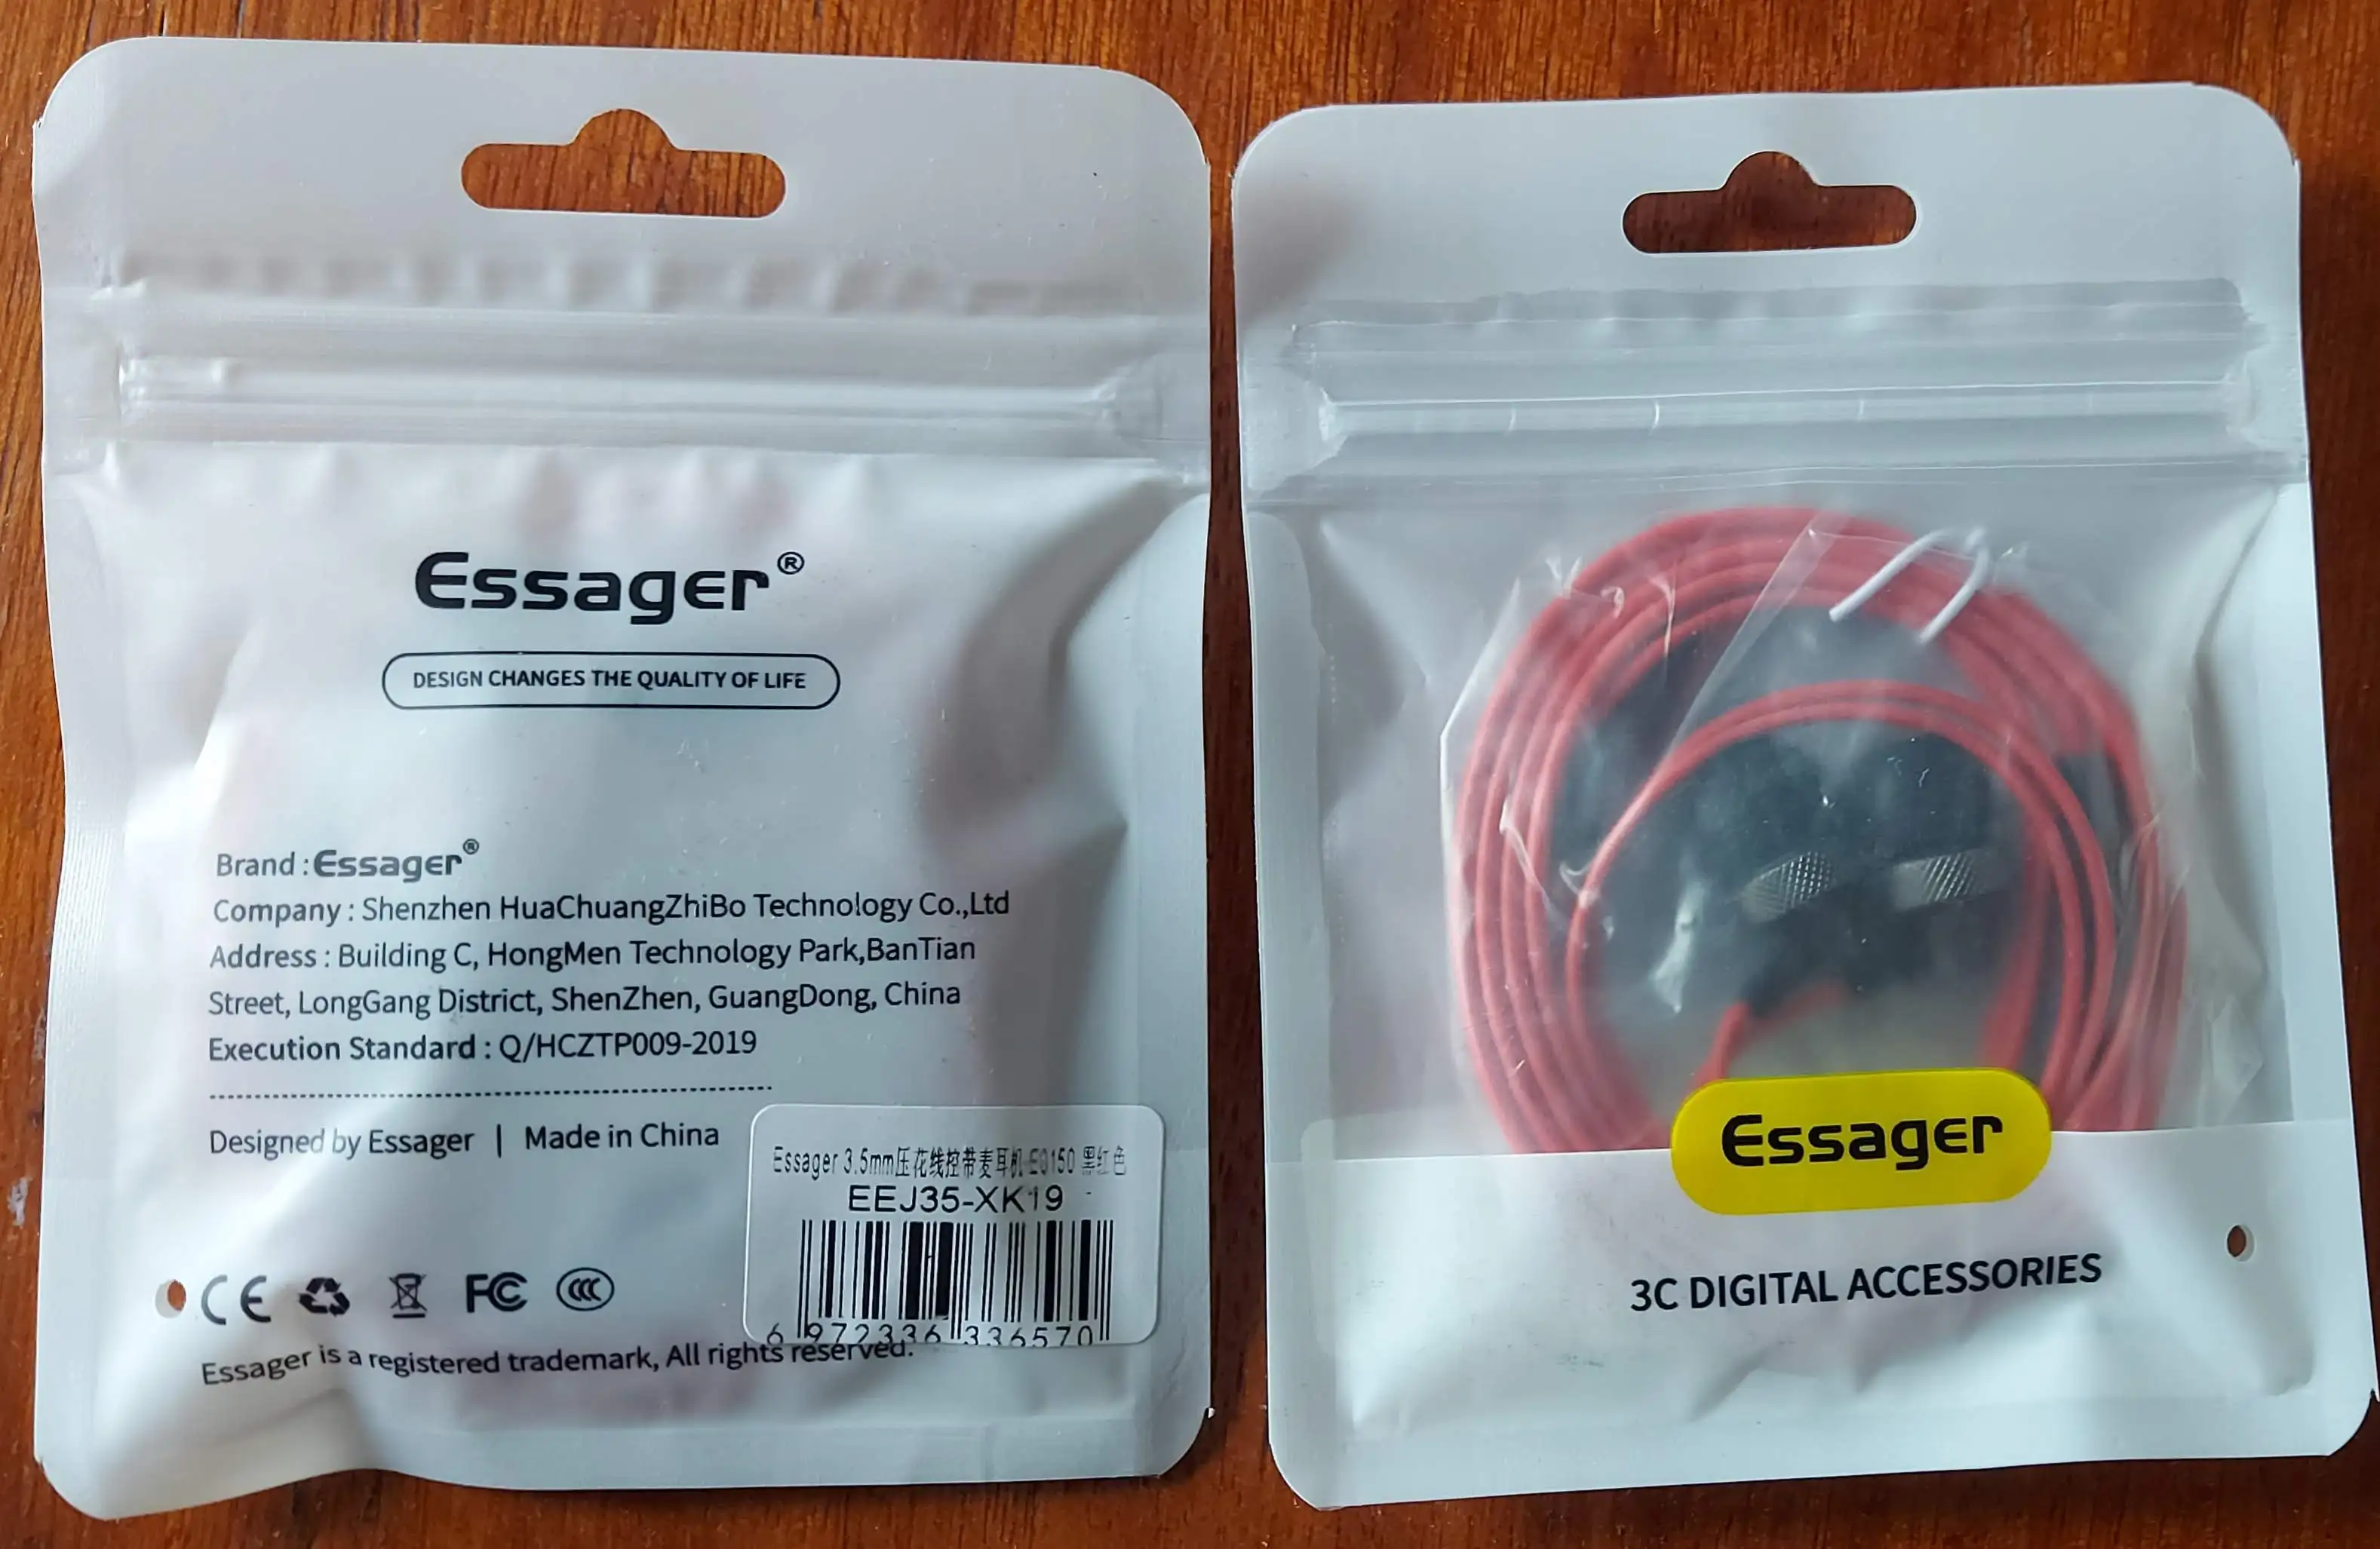 Essager®
DESIGN CHANGES THE QUALITY OF LIFE
Brand : Essager®
Company : Shenzhen HuaChuangZhiBo Technology Co.,Ltd
Address : Building C, HongMen Technology Park,BanTian
Street, LongGang District, ShenZhen, GuangDong, China
Execution Standard : Q/HCZTP009-2019
Designed by Essager | Made in China
Essager 3.5mm压花线控带麦耳机 黑红色
EEJ35-XK19
6 972336 336570
CE FC CCC
Essager is a registered trademark, All rights reserved.
Essager
3C DIGITAL ACCESSORIES